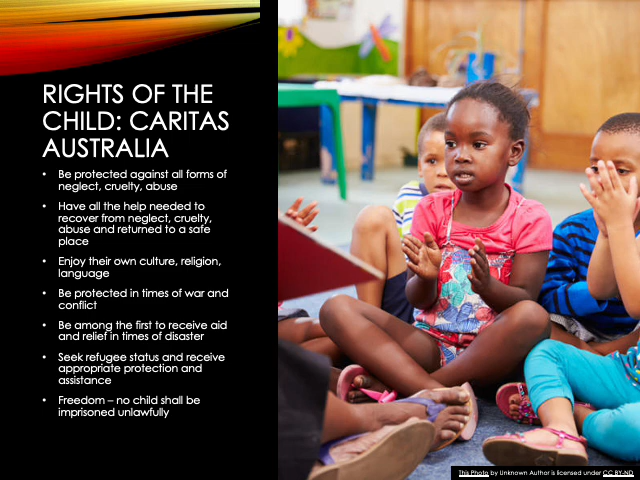 RIGHTS OF THE
CHILD: CARITAS
AUSTRALIA
• Be protected against all forms of
neglect, cruelty, abuse
• Have all the help needed to
recover from neglect, cruelty,
abuse and returned to a safe
place
• Enjoy their own culture, religion,
language
• Be protected in times of war and
conflict
• Be among the first to receive aid
and relief in times of disaster
• Seek refugee status and receive
appropriate protection and
assistance
• Freedom – no child shall be
imprisoned unlawfully
This Photo by Unknown Author is licensed under CC BY-ND